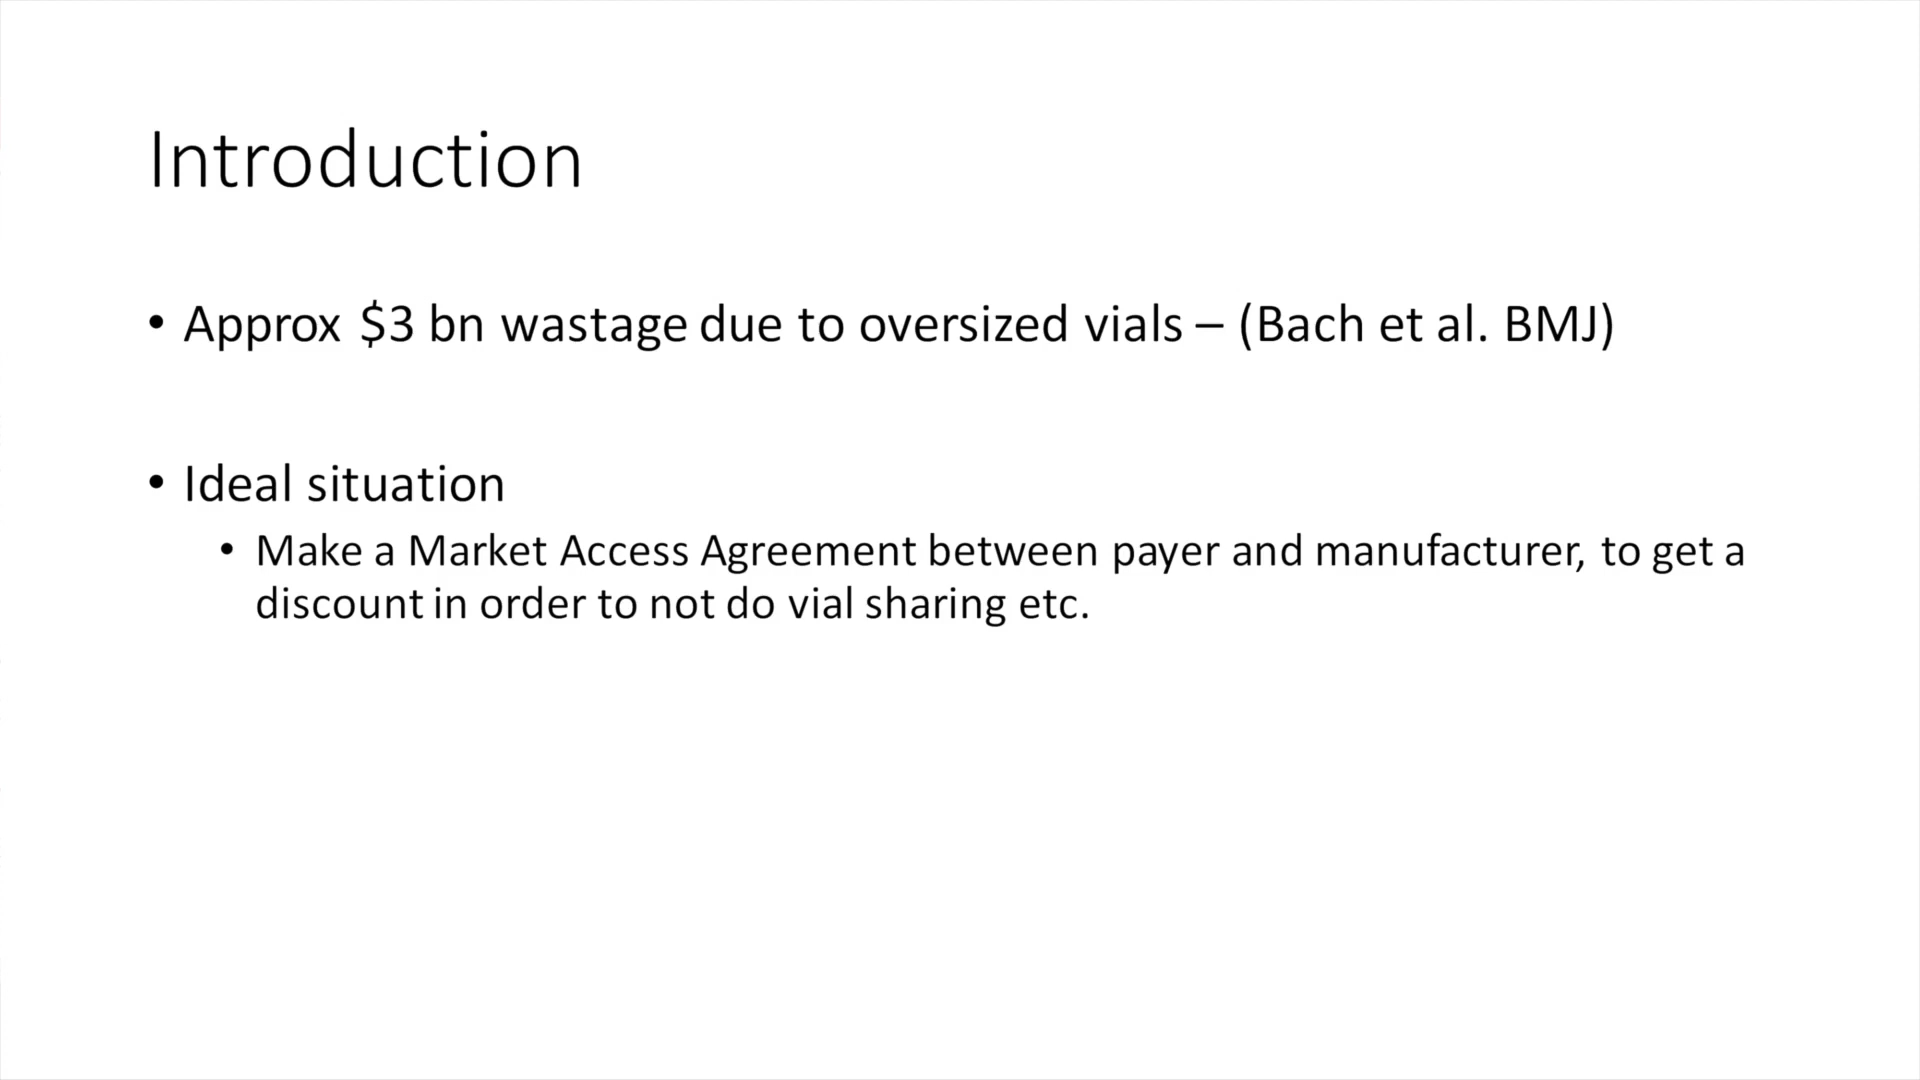 Introduction
• Approx $3 bn wastage due to oversized vials – (Bach et al. BMJ)
• Ideal situation
• Make a Market Access Agreement between payer and manufacturer, to get a
discount in order to not do vial sharing etc.